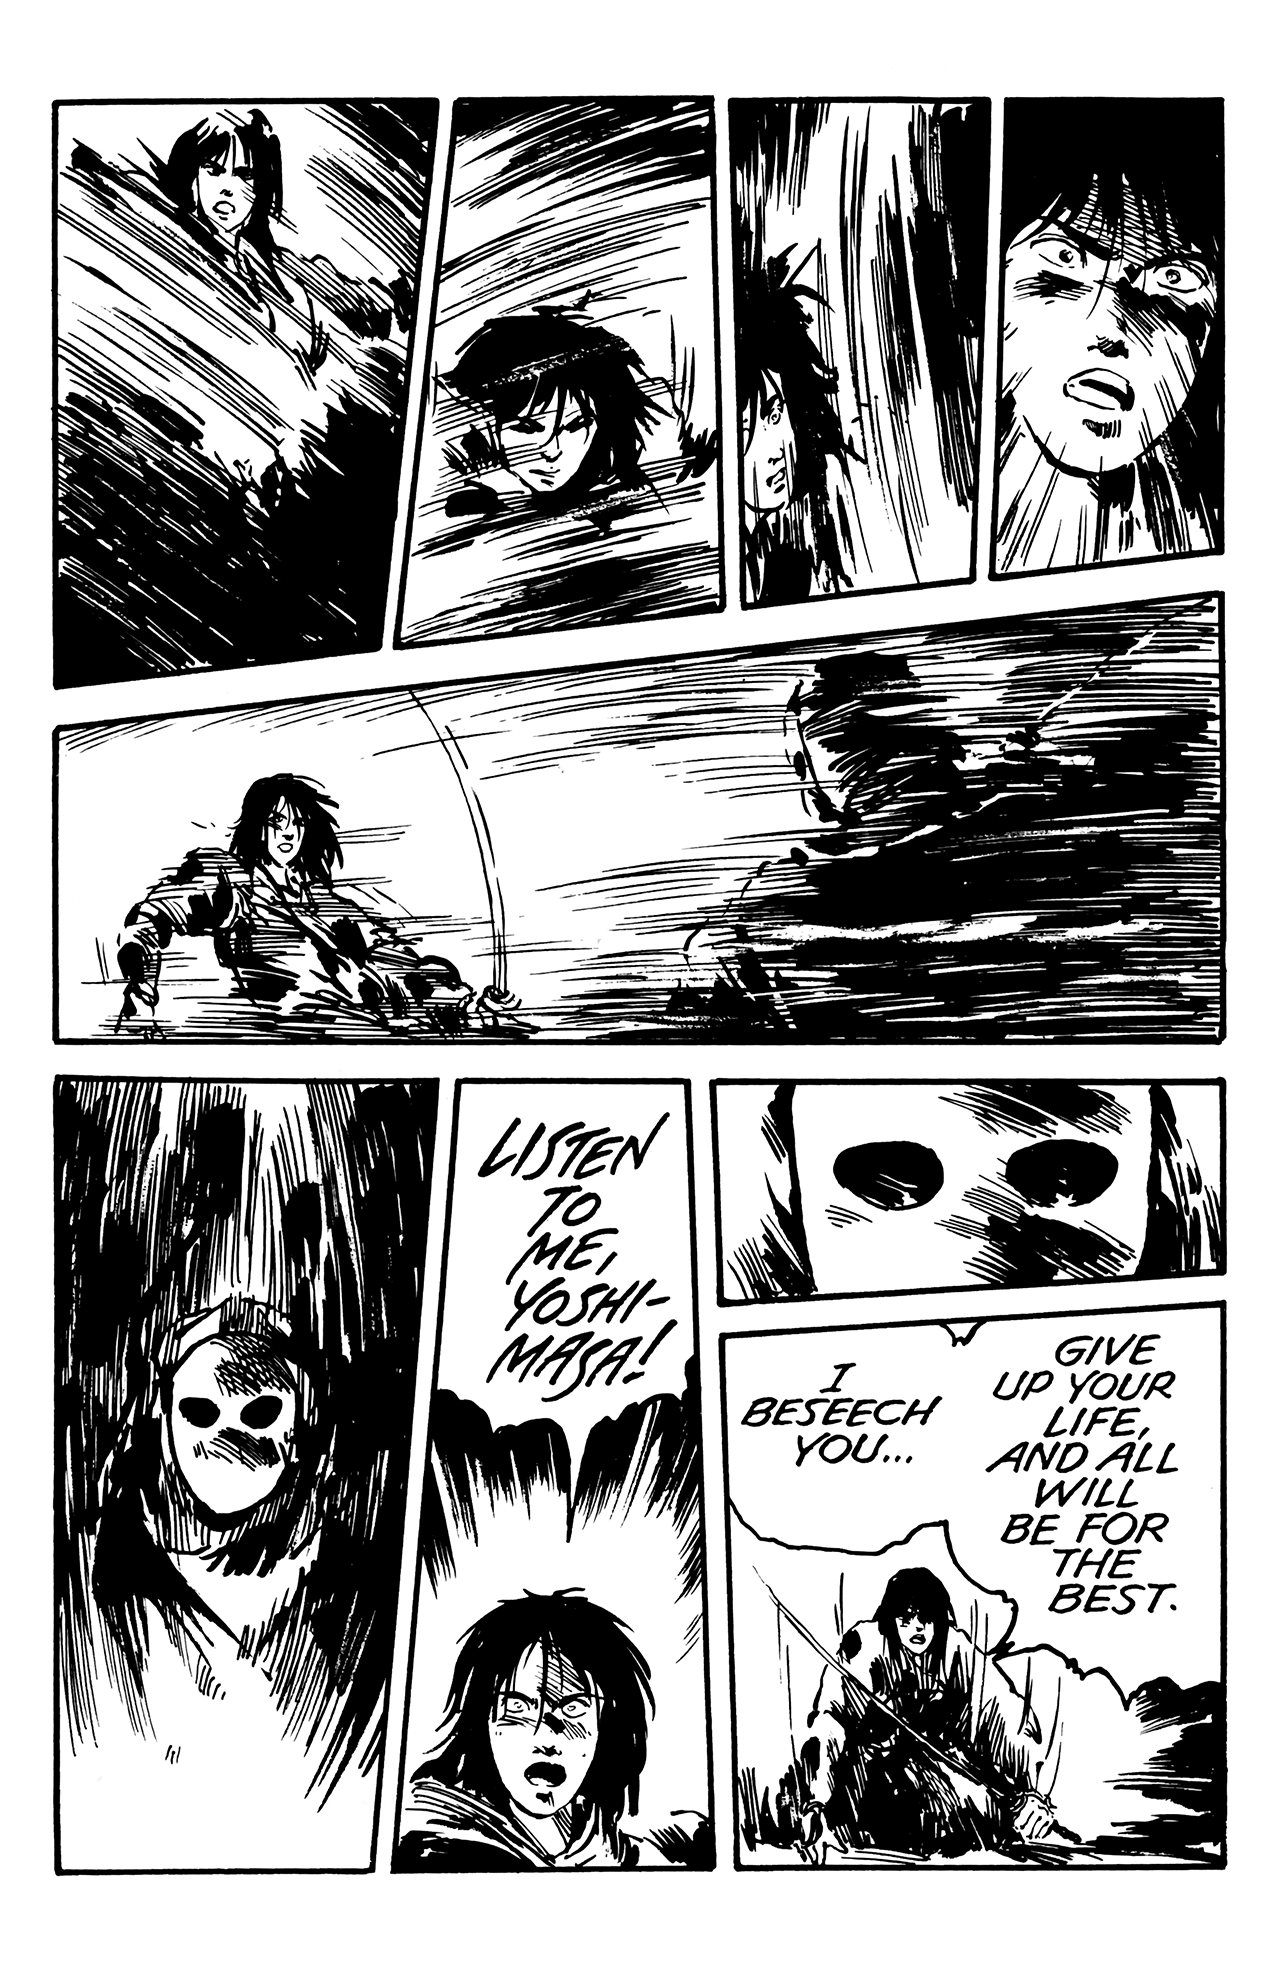 LISTEN
TO
ME,
YOSHI-
MASA!
I
BESEECH
YOU...
GIVE
UP YOUR
LIFE,
AND ALL
WILL
BE FOR
THE
BEST.